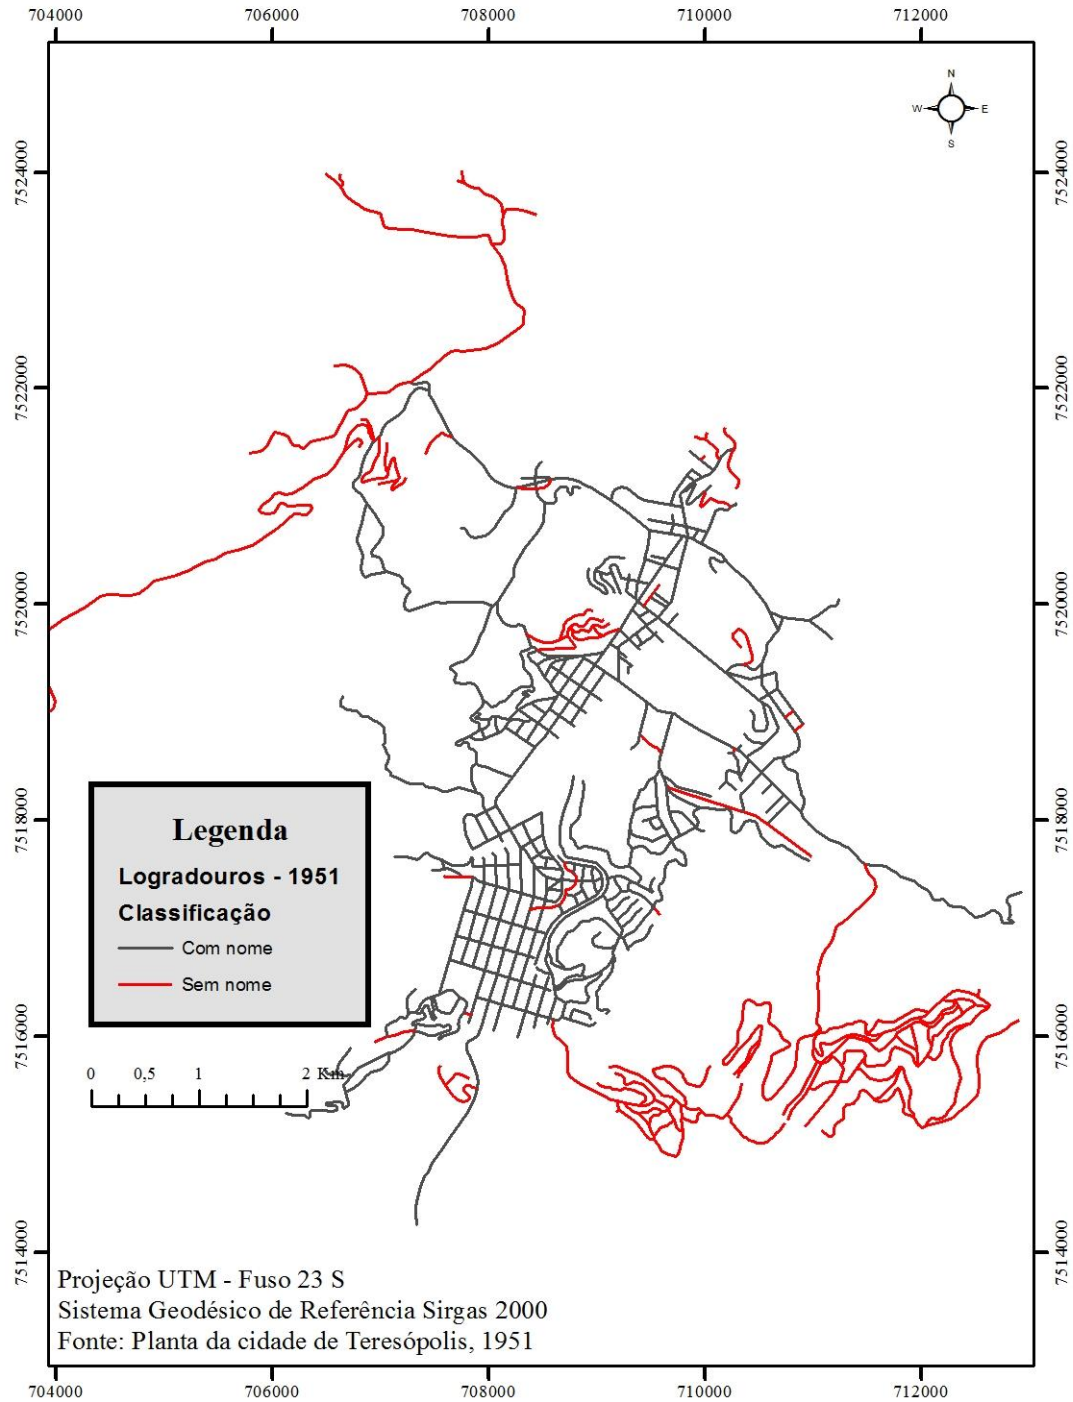 704000 706000 708000 710000 712000
N
W E
S
7524000 7524000
7522000 7522000
7520000 7520000
7518000 7518000
Legenda
Logradouros - 1951
Classificação
Com nome
Sem nome
7516000 7516000
0 0,5 1 2 Km
7514000 7514000
Projeção UTM - Fuso 23 S
Sistema Geodésico de Referência Sirgas 2000
Fonte: Planta da cidade de Teresópolis, 1951
704000 706000 708000 710000 712000